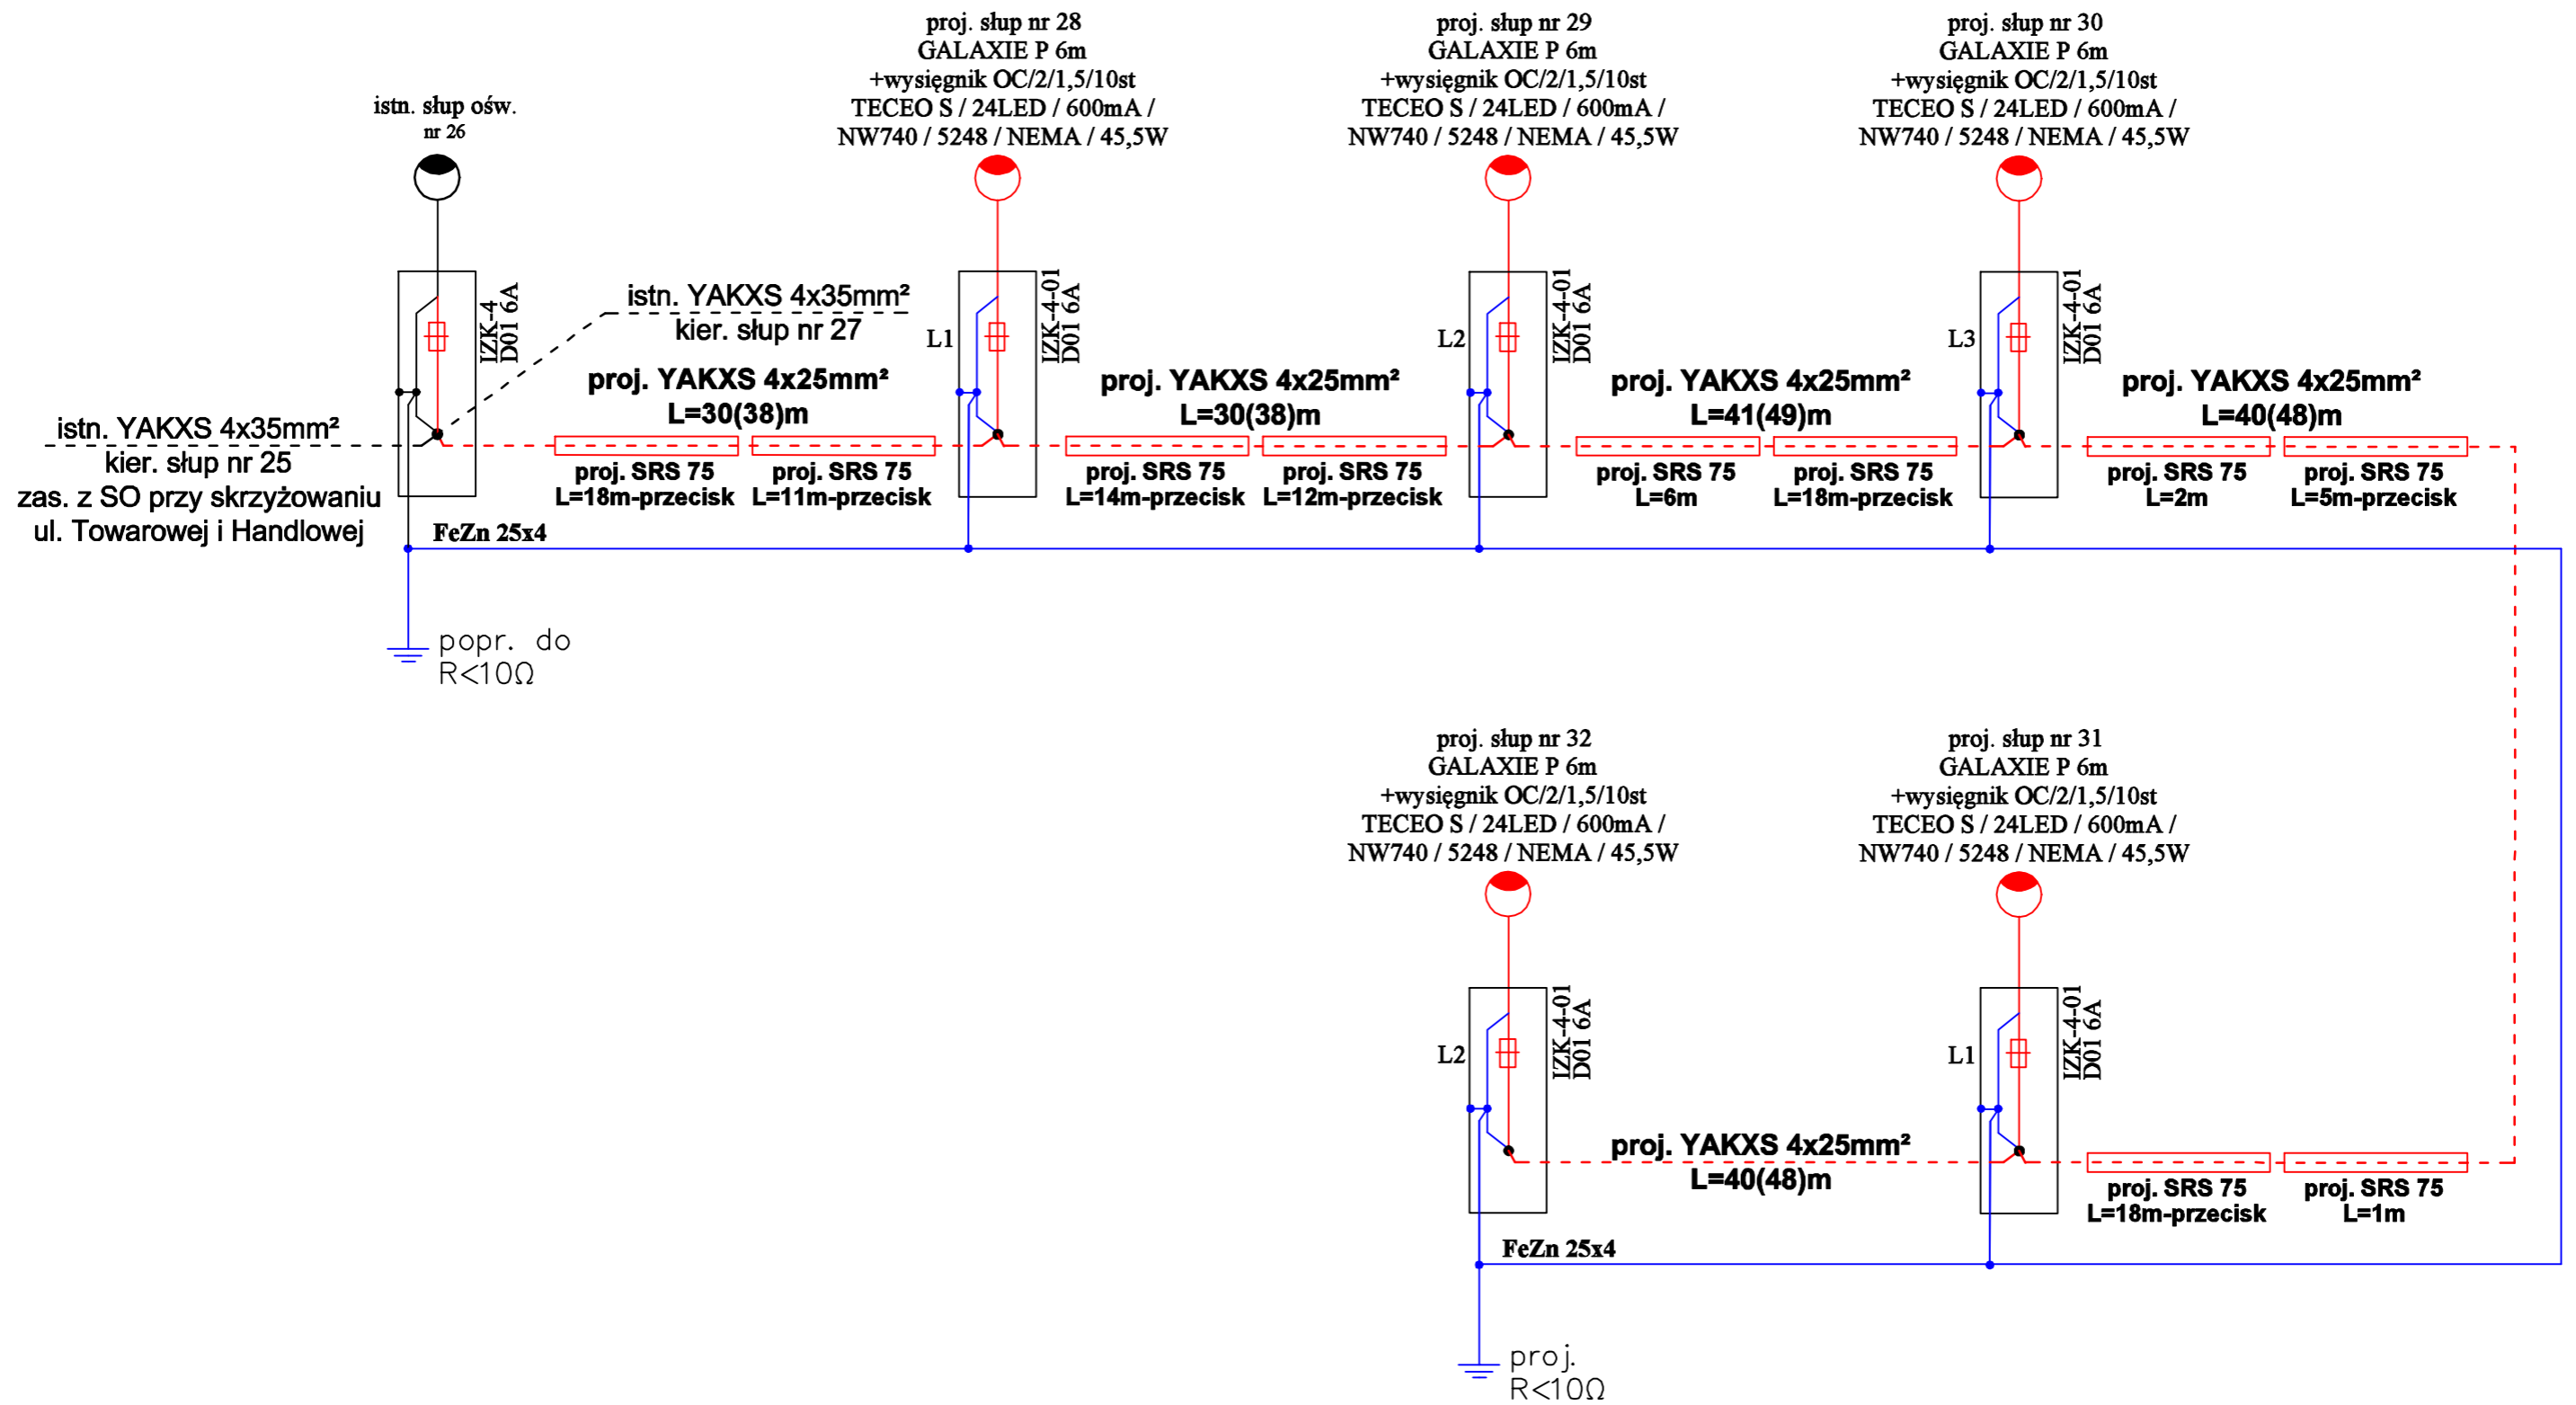 istn. słup ośw.
nr 26
IZK-4
D01 6A
istn. YAKXS 4x35mm²
kier. słup nr 25
zas. z SO przy skrzyżowaniu
ul. Towarowej i Handlowej
istn. YAKXS 4x35mm²
kier. słup nr 27
proj. YAKXS 4x25mm²
L=30(38)m
proj. SRS 75
L=18m-przecisk
proj. SRS 75
L=11m-przecisk
proj. słup nr 28
GALAXIE P 6m
+wysięgnik OC/2/1,5/10st
TECEO S / 24LED / 600mA /
NW740 / 5248 / NEMA / 45,5W
L1
IZK-4-01
D01 6A
proj. YAKXS 4x25mm²
L=30(38)m
proj. SRS 75
L=14m-przecisk
proj. SRS 75
L=12m-przecisk
proj. słup nr 29
GALAXIE P 6m
+wysięgnik OC/2/1,5/10st
TECEO S / 24LED / 600mA /
NW740 / 5248 / NEMA / 45,5W
L2
IZK-4-01
D01 6A
proj. YAKXS 4x25mm²
L=41(49)m
proj. SRS 75
L=6m
proj. SRS 75
L=18m-przecisk
proj. słup nr 30
GALAXIE P 6m
+wysięgnik OC/2/1,5/10st
TECEO S / 24LED / 600mA /
NW740 / 5248 / NEMA / 45,5W
L3
IZK-4-01
D01 6A
proj. YAKXS 4x25mm²
L=40(48)m
proj. SRS 75
L=2m
proj. SRS 75
L=5m-przecisk
FeZn 25x4
popr. do
R<10Ω
proj. słup nr 32
GALAXIE P 6m
+wysięgnik OC/2/1,5/10st
TECEO S / 24LED / 600mA /
NW740 / 5248 / NEMA / 45,5W
L2
IZK-4-01
D01 6A
proj. YAKXS 4x25mm²
L=40(48)m
proj. słup nr 31
GALAXIE P 6m
+wysięgnik OC/2/1,5/10st
TECEO S / 24LED / 600mA /
NW740 / 5248 / NEMA / 45,5W
L1
IZK-4-01
D01 6A
proj. SRS 75
L=18m-przecisk
proj. SRS 75
L=1m
FeZn 25x4
proj.
R<10Ω